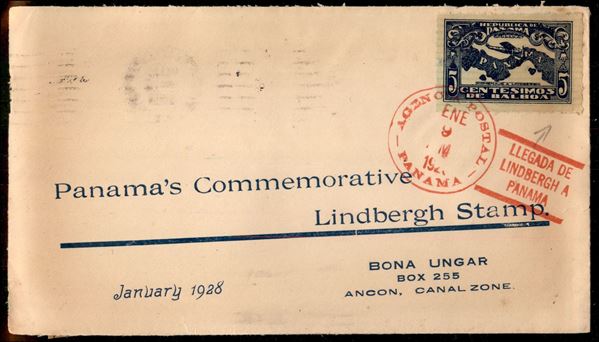 REPUBLICA DE
PANAMA
PANAMA
5 CENTESIMOS 5
DE BALBOA
AGENCIA POSTAL
ENE
9
PANAMA
LLEGADA DE
LINDBERGH A
PANAMA
Panama's Commemorative
Lindbergh Stamp.
January 1928
BONA UNGAR
BOX 255
ANCON, CANAL ZONE.